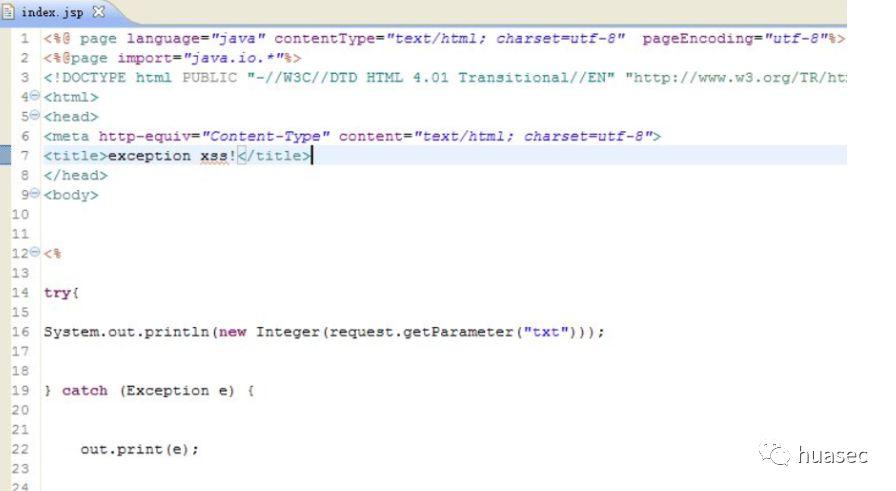 index.jsp
1 <%@ page language="java" contentType="text/html; charset=utf-8"  pageEncoding="utf-8"%>
2 <%@page import="java.io.*"%>
3 <!DOCTYPE html PUBLIC "-//W3C//DTD HTML 4.01 Transitional//EN" "http://www.w3.org/TR/ht
4 <html>
5 <head>
6 <meta http-equiv="Content-Type" content="text/html; charset=utf-8">
7 <title>exception xss!</title>
8 </head>
9 <body>
10
11
12 <%
13
14 try{
15
16 System.out.println(new Integer(request.getParameter("txt")));
17
18
19 } catch (Exception e) {
20
21
22     out.print(e);
23
24
huasec